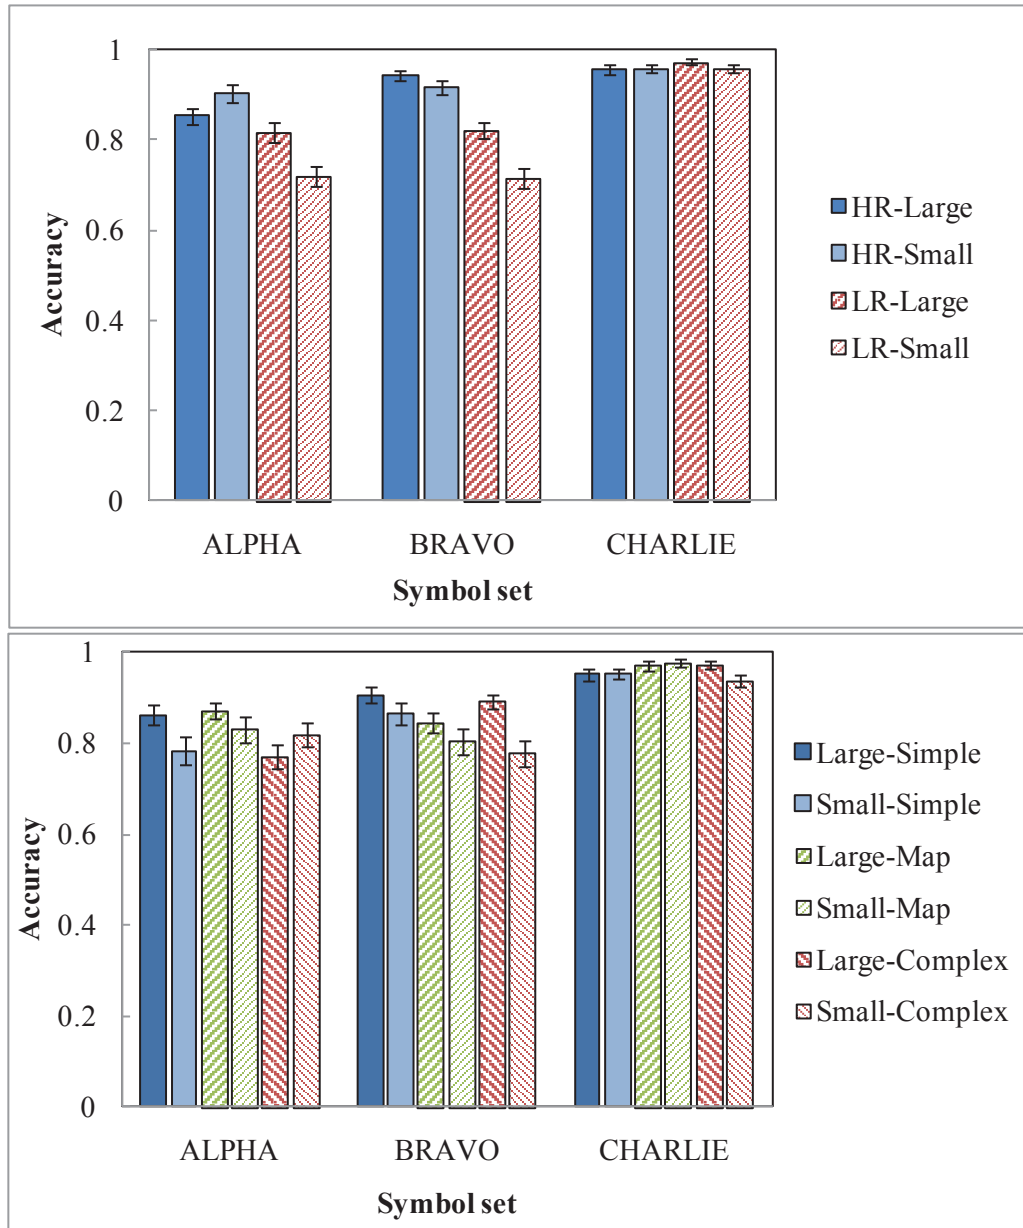 1
0.8
0.6
0.4
0.2
0
Accuracy
ALPHA BRAVO CHARLIE
Symbol set
HR-Large
HR-Small
LR-Large
LR-Small
1
0.8
0.6
0.4
0.2
0
Accuracy
ALPHA BRAVO CHARLIE
Symbol set
Large-Simple
Small-Simple
Large-Map
Small-Map
Large-Complex
Small-Complex